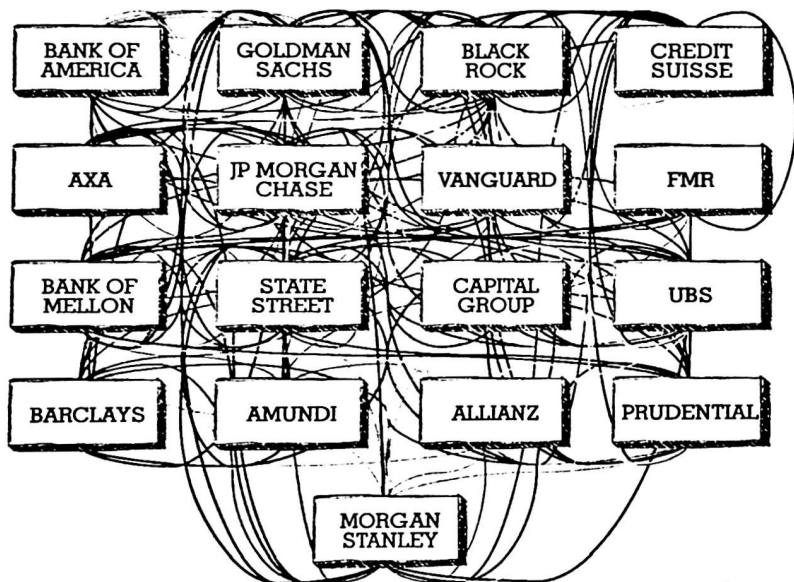 BANK OF
AMERICA
GOLDMAN
SACHS
BLACK
ROCK
CREDIT
SUISSE
AXA
JP MORGAN
CHASE
VANGUARD
FMR
BANK OF
MELLON
STATE
STREET
CAPITAL
GROUP
UBS
BARCLAYS
AMUNDI
ALLIANZ
PRUDENTIAL
MORGAN
STANLEY